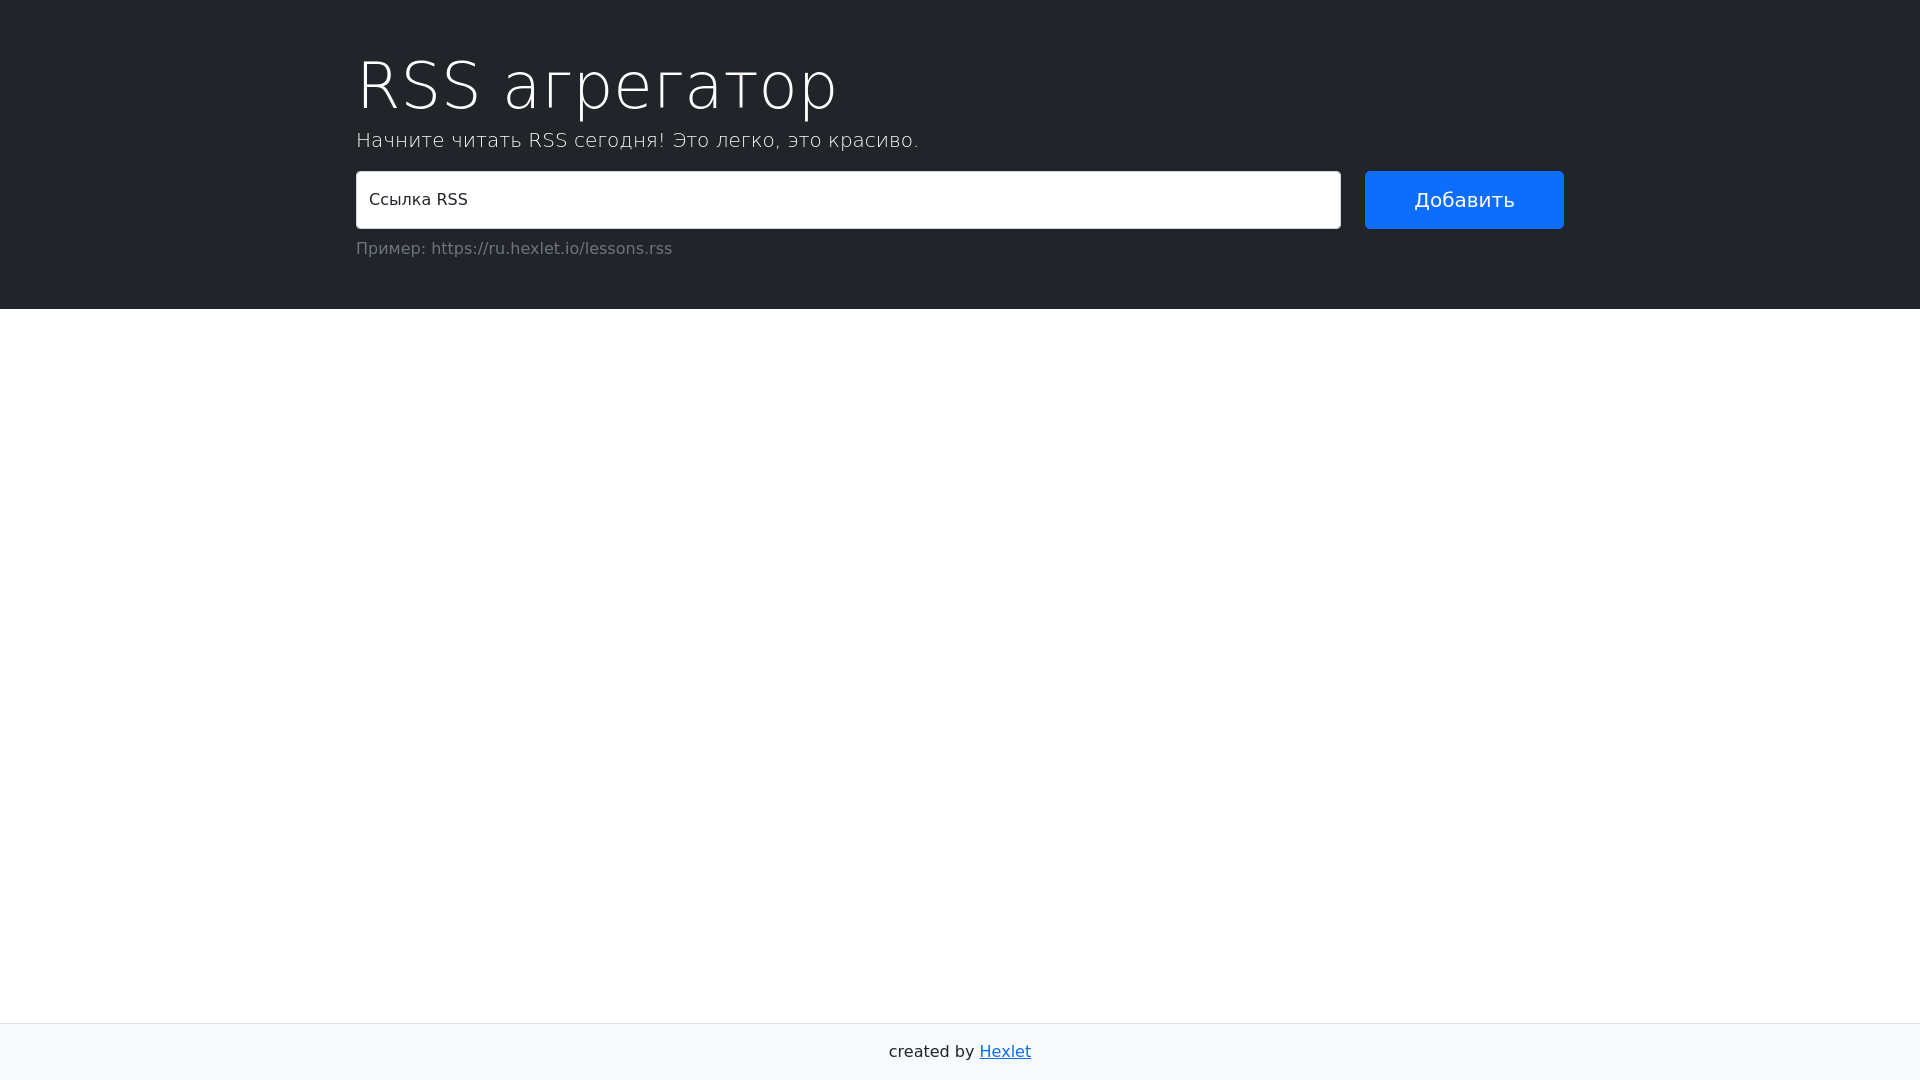 RSS агрегатор
Начните читать RSS сегодня! Это легко, это красиво.
Ссылка RSS
Добавить
Пример: https://ru.hexlet.io/lessons.rss
created by Hexlet